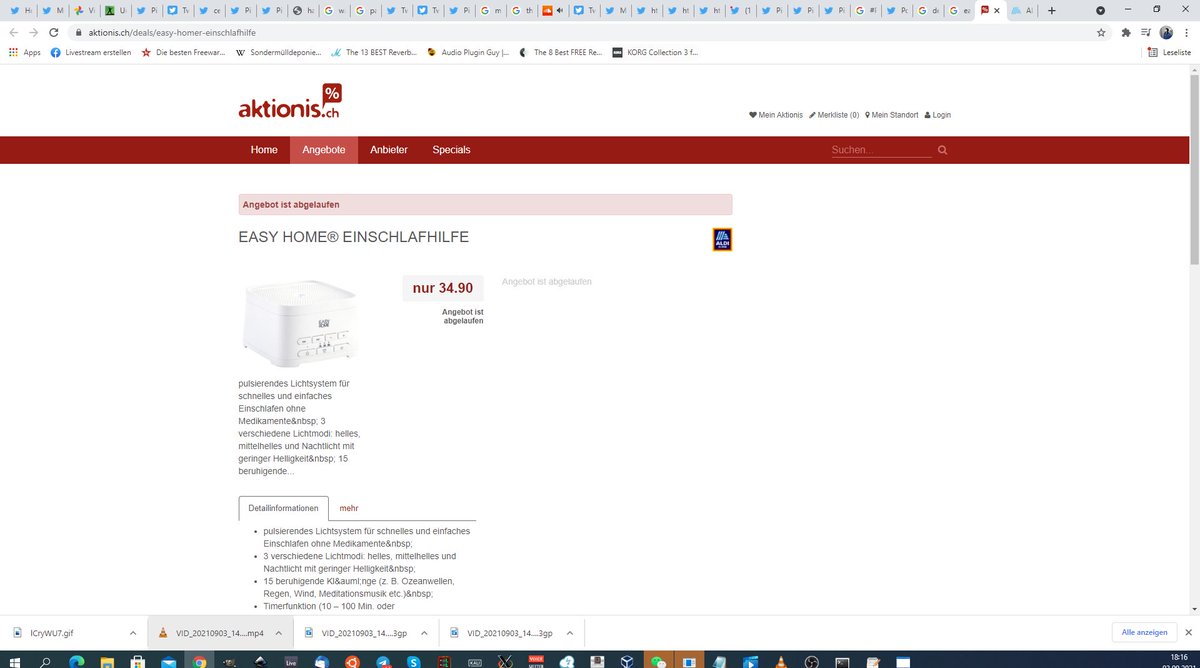 aktionis.ch/deals/easy-homer-einschlafhilfe
Apps
Livestream erstellen
Die besten Freewar...
Sondermülldeponie...
The 13 BEST Reverb...
Audio Plugin Guy |...
The 8 Best FREE Re...
KORG Collection 3 f...
Leseliste
aktionis.ch %
Mein Aktionis Merkliste (0) Mein Standort Login
Home Angebote Anbieter Specials Suchen...
Angebot ist abgelaufen
EASY HOME® EINSCHLAFHILFE
ALDI
nur 34.90
Angebot ist abgelaufen
Angebot ist
abgelaufen
pulsierendes Lichtsystem für
schnelles und einfaches
Einschlafen ohne
Medikamente&nbsp; 3
verschiedene Lichtmodi: helles,
mittelhelles und Nachtlicht mit
geringer Helligkeit&nbsp; 15
beruhigende...
Detailinformationen mehr
pulsierendes Lichtsystem für schnelles und einfaches
Einschlafen ohne Medikamente&nbsp;
3 verschiedene Lichtmodi: helles, mittelhelles und
Nachtlicht mit geringer Helligkeit&nbsp;
15 beruhigende Kl&auml;nge (z. B. Ozeanwellen,
Regen, Wind, Meditationsmusik etc.)&nbsp;
Timerfunktion (10 – 100 Min. oder
ICryWU7.gif
VID_20210903_14....mp4
VID_20210903_14....3gp
VID_20210903_14....3gp
Alle anzeigen
Live
18:16